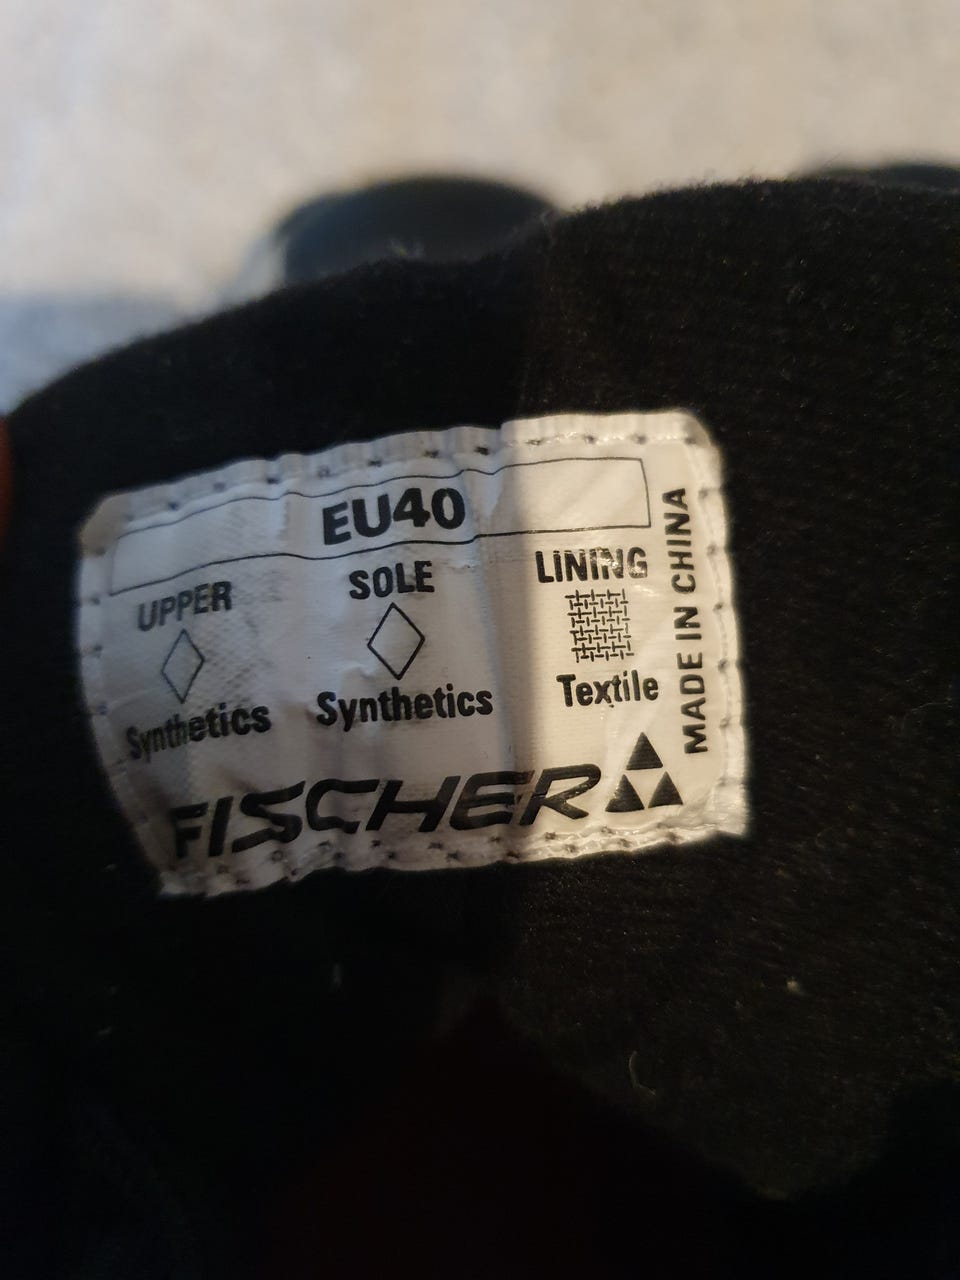 EU40
UPPER SOLE LINING
Synthetics Synthetics Textile
FISCHER
MADE IN CHINA